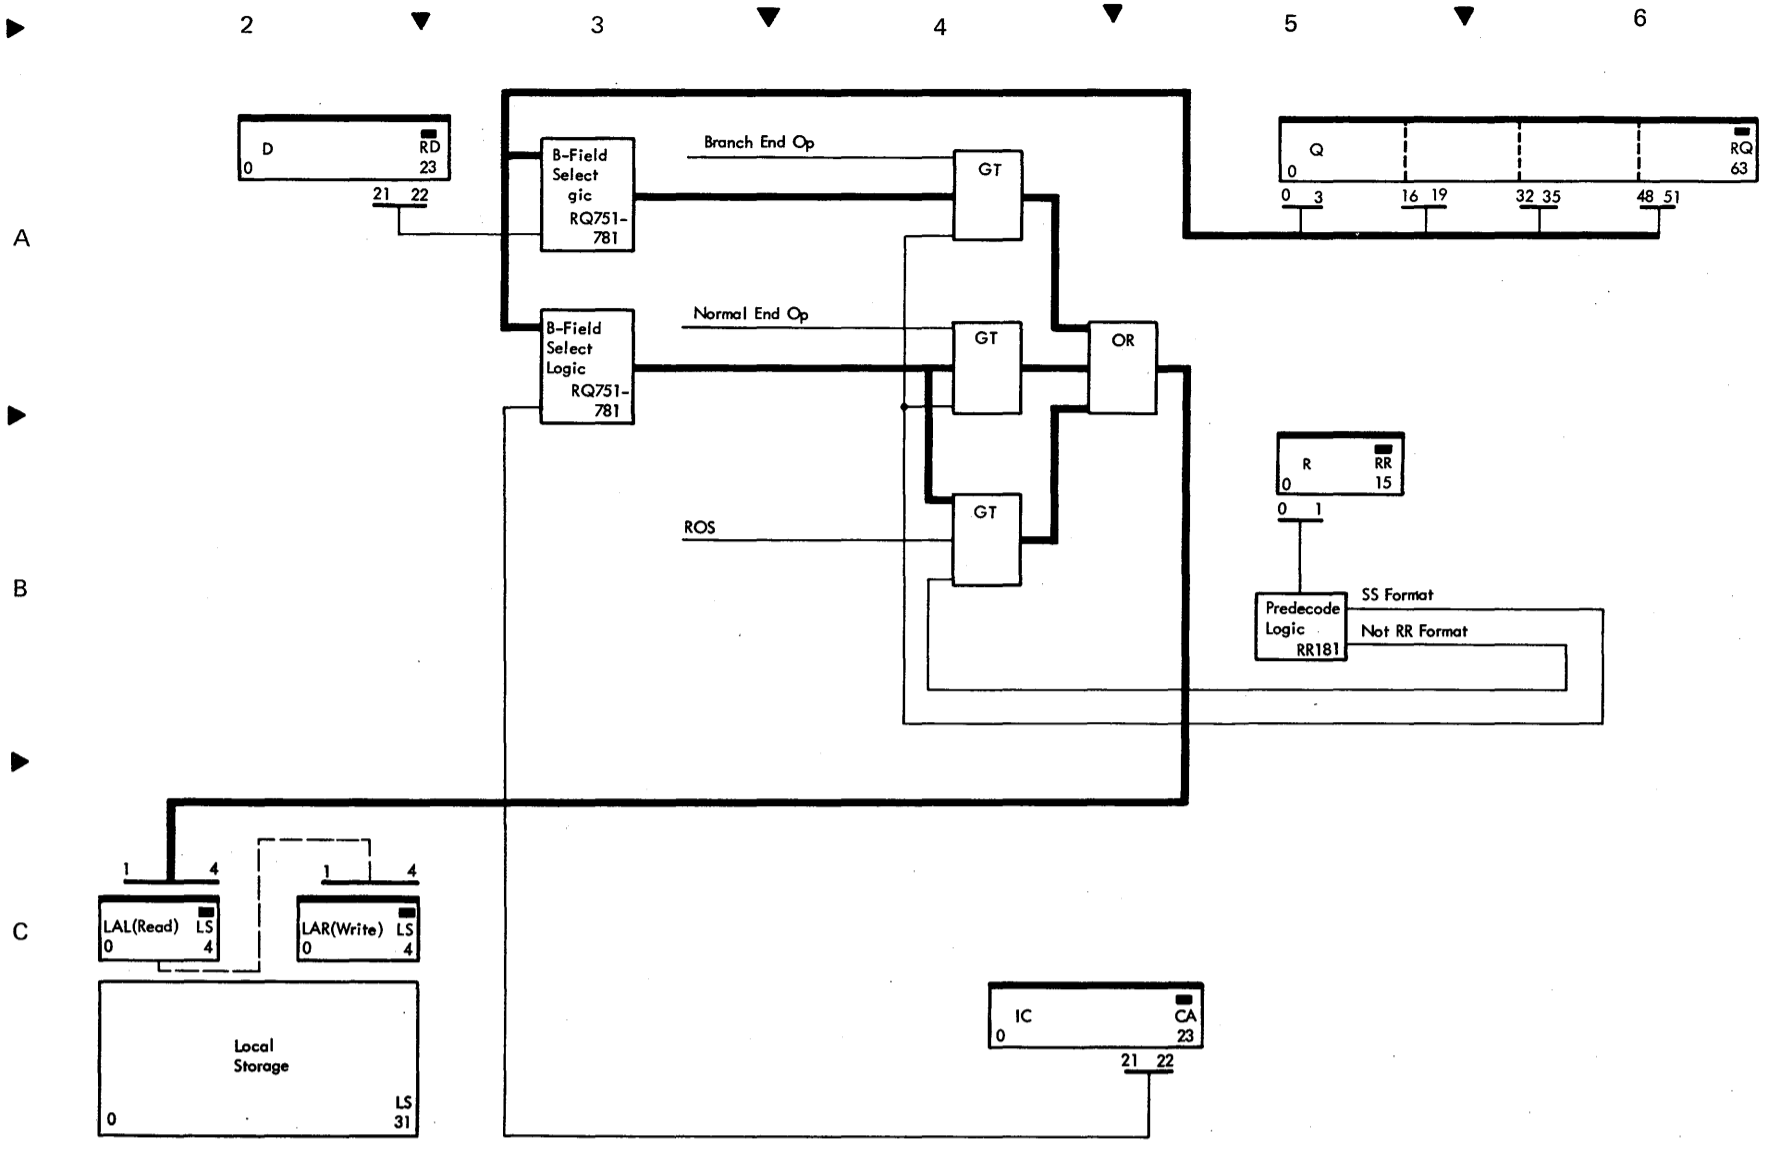 2 3 4 5 6
A
B
C
D RD
0 23
21 22
B-Field
Select
gic
RQ751-
781
Branch End Op
GT
Q RQ
0 63
0 3 16 19 32 35 48 51
B-Field
Select
Logic
RQ751-
781
Normal End Op
GT
OR
ROS
GT
R RR
0 15
0 1
Predecode
Logic
RR181
SS Format
Not RR Format
1 4
LAL(Read) LS
0 4
1 4
LAR(Write) LS
0 4
Local
Storage
LS
0 31
IC CA
0 23
21 22